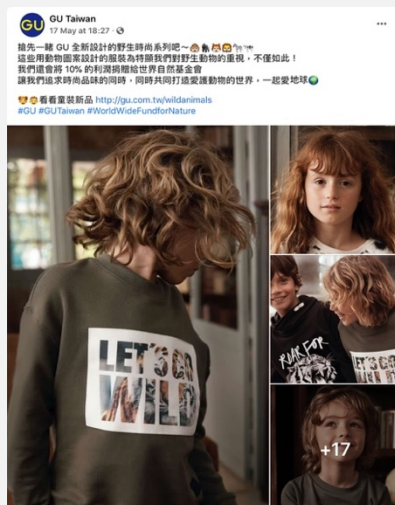 GU Taiwan
17 May at 18:27
搶先一睹 GU 全新設計的野生時尚系列吧～
這些用動物圖案設計的服裝為特顯我們對野生動物的重視，不僅如此！
我們還會將 10% 的利潤捐贈給世界自然基金會
讓我們追求時尚品味的同時，同時共同打造愛護動物的世界，一起愛地球🌍
看看童裝新品 http://gu.com.tw/wildanimals
#GU #GUTaiwan #WorldWideFundforNature
LET'S GO
WILD
ROAR FOR
LET'S GO
WILD
+17